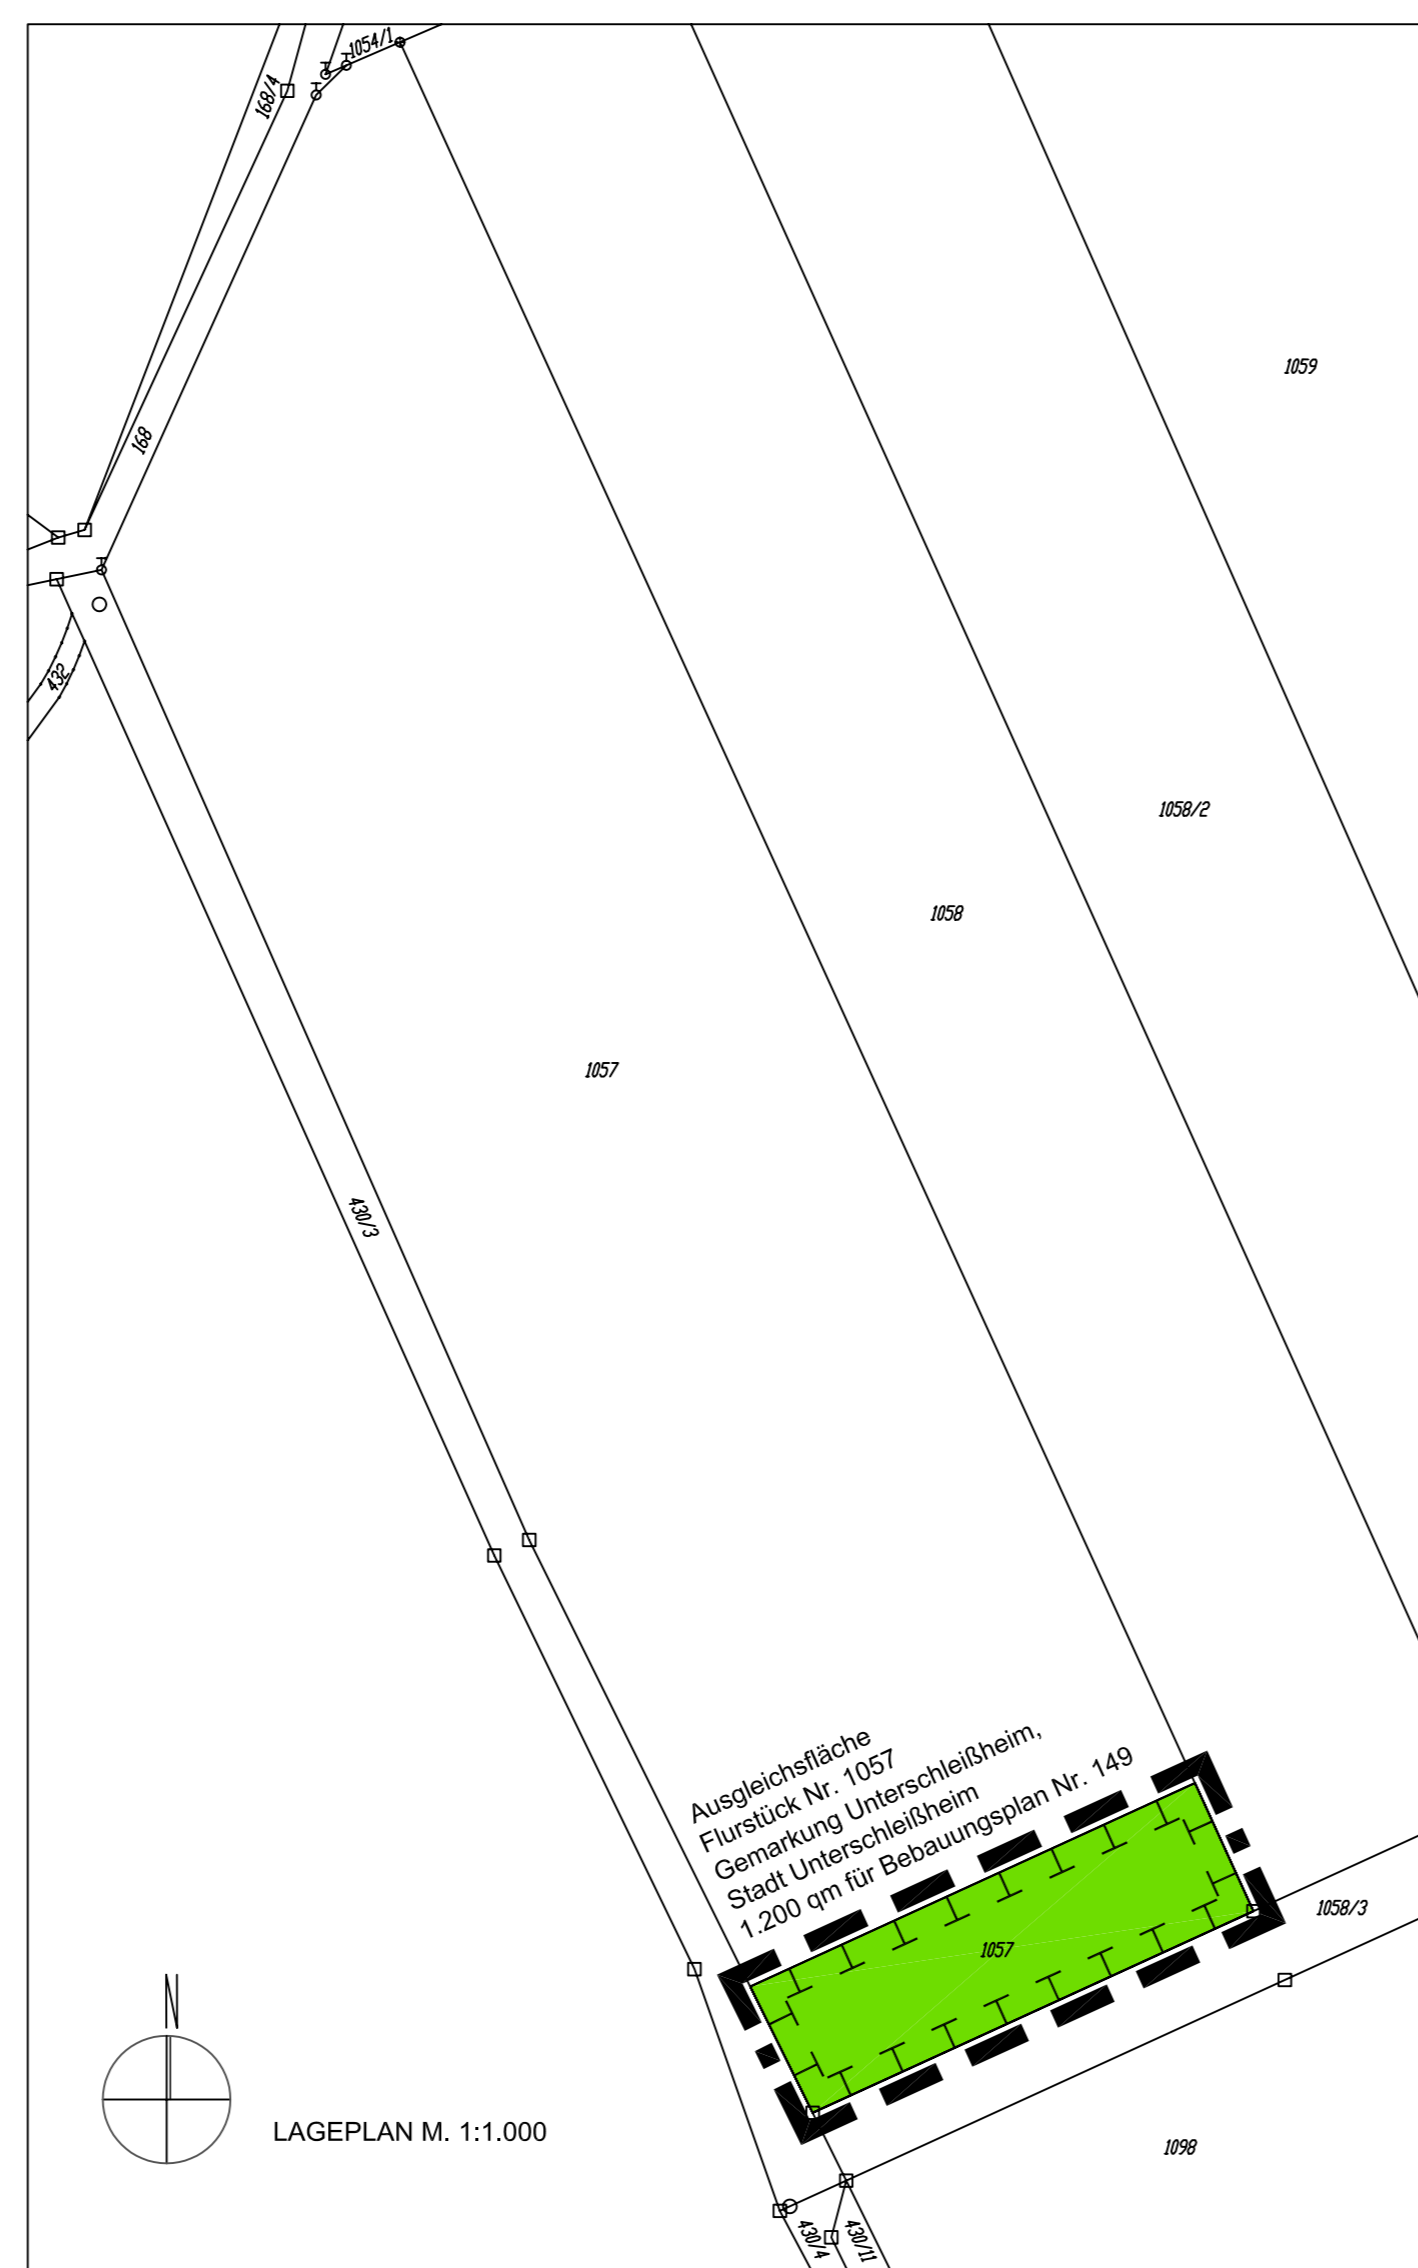 1054/1
168/4
1059
168
432
1058/2
1058
1057
430/3
Ausgleichsfläche
Flurstück Nr. 1057
Gemarkung Unterschleißheim,
Stadt Unterschleißheim
1.200 qm für Bebauungsplan Nr. 149
1057
1058/3
N
LAGEPLAN M. 1:1.000
1098
430/4
430/11